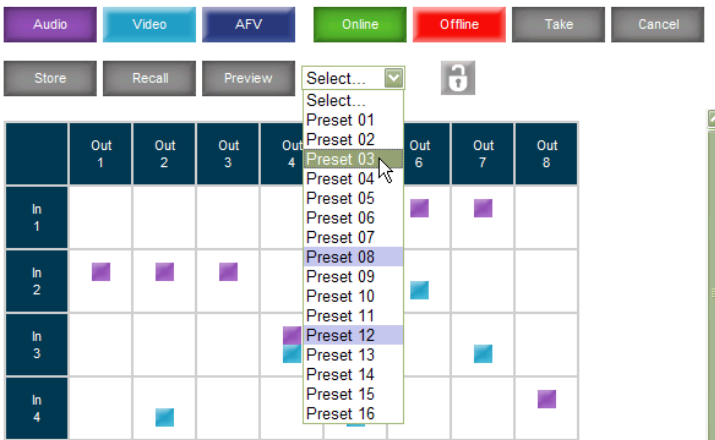 Audio Video AFV Online Offline Take Cancel
Store Recall Preview Select...
Select...
Preset 01
Preset 02
Preset 03
Preset 04
Preset 05
Preset 06
Preset 07
Preset 08
Preset 09
Preset 10
Preset 11
Preset 12
Preset 13
Preset 14
Preset 15
Preset 16
Out Out Out Out Out Out Out
1 2 3 4 6 7 8
In
1
In
2
In
3
In
4